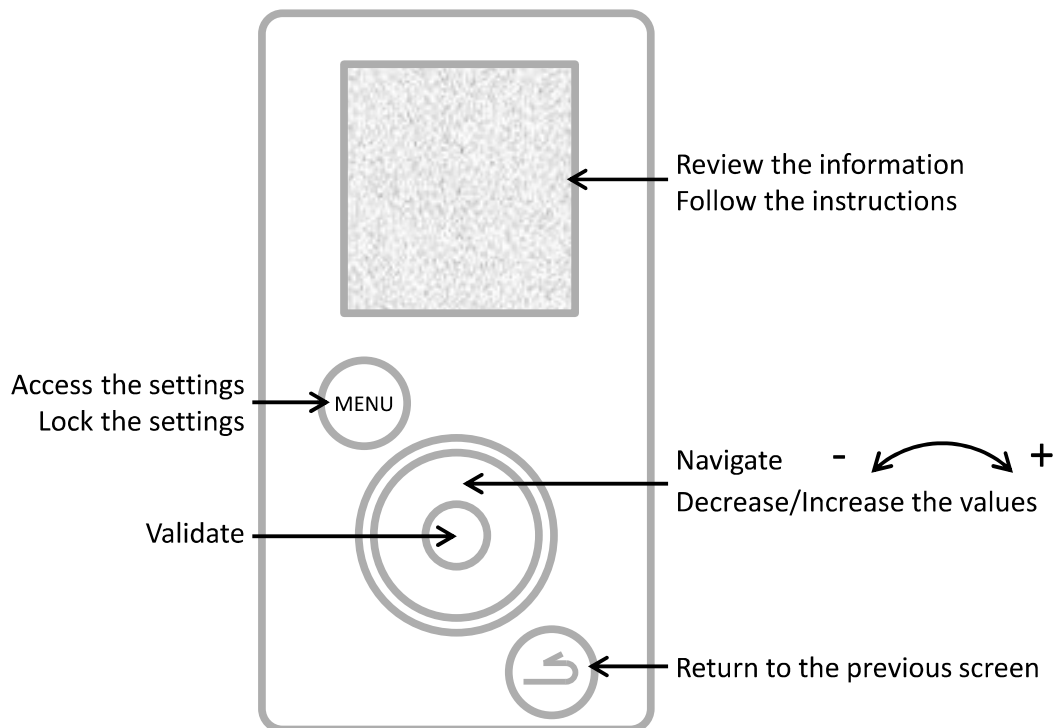 Review the information
Follow the instructions
Access the settings
Lock the settings
MENU
Navigate - +
Decrease/Increase the values
Validate
Return to the previous screen